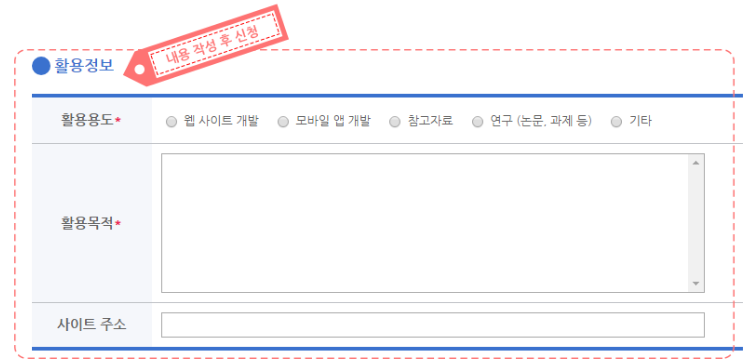 내용 작성 후 신청
활용정보
활용용도*
웹 사이트 개발 모바일 앱 개발 참고자료 연구 (논문, 과제 등) 기타
활용목적*
사이트 주소